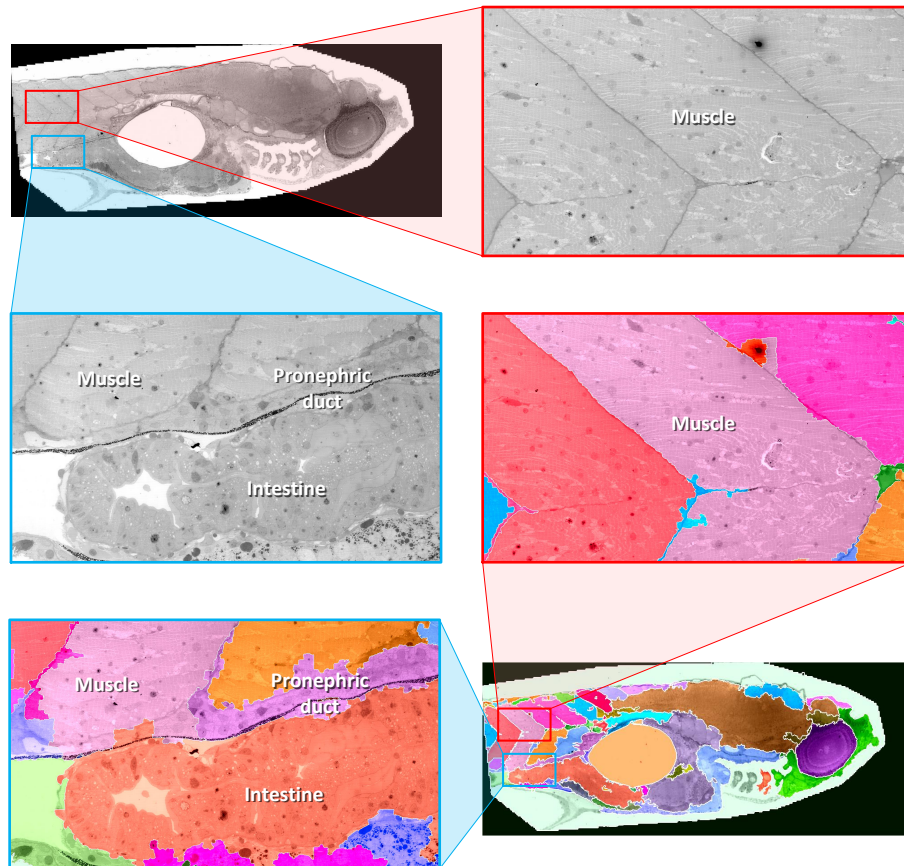 Muscle
Muscle
Pronephric
duct
Intestine
Muscle
Muscle
Pronephric
duct
Intestine